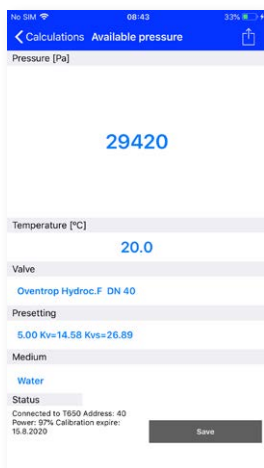 No SIM 08:43 33%
Calculations Available pressure
Pressure [Pa]
29420
Temperature [°C]
20.0
Valve
Oventrop Hydroc.F DN 40
Presetting
5.00 Kv=14.58 Kvs=26.89
Medium
Water
Status
Connected to T650 Address: 40
Power: 97% Calibration expire:
15.8.2020
Save